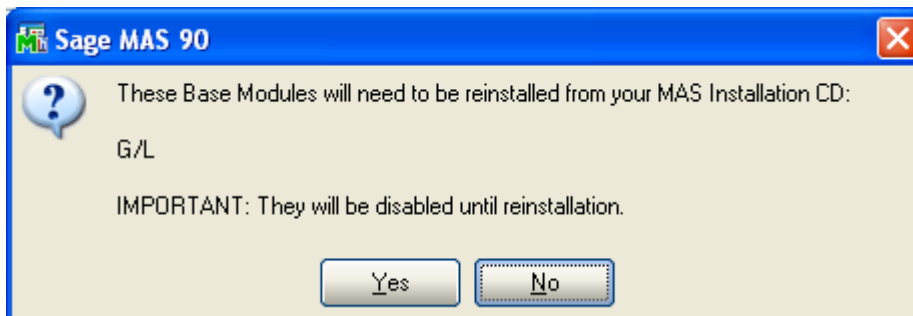 Sage MAS 90
These Base Modules will need to be reinstalled from your MAS Installation CD:
G/L
IMPORTANT: They will be disabled until reinstallation.
Yes No